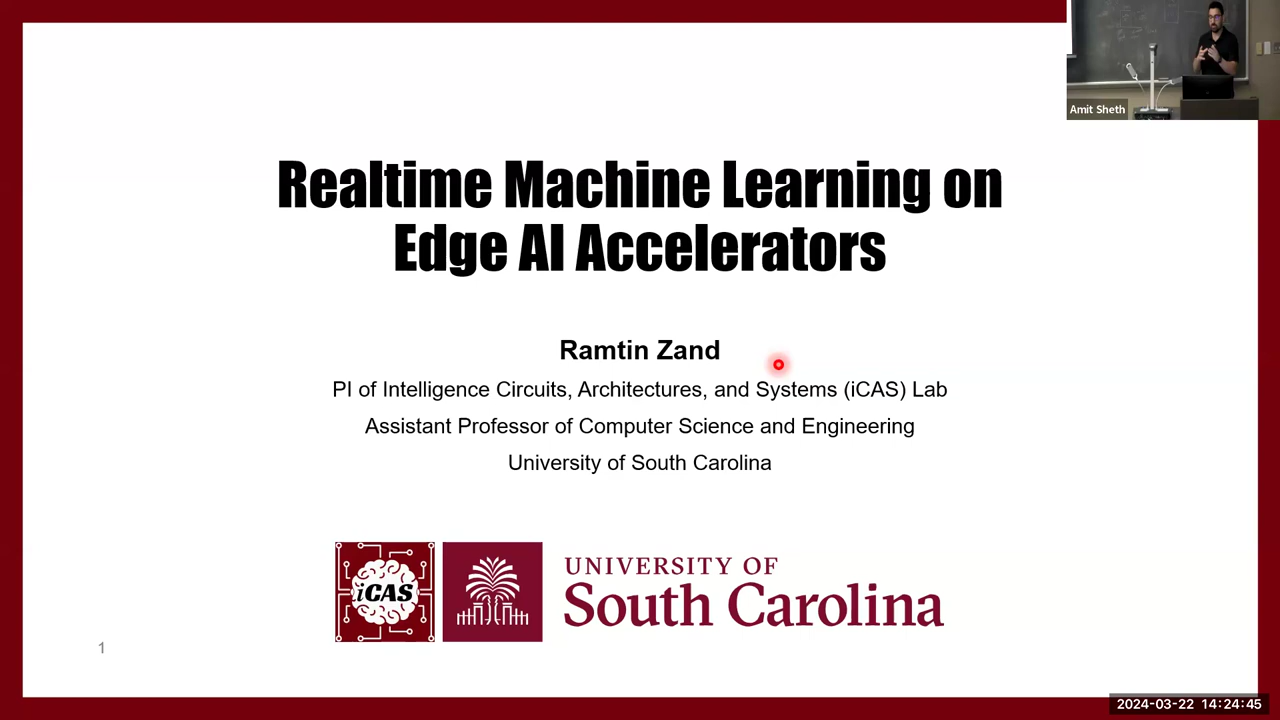 Amit Sheth
Realtime Machine Learning on
Edge AI Accelerators
Ramtin Zand
PI of Intelligence Circuits, Architectures, and Systems (iCAS) Lab
Assistant Professor of Computer Science and Engineering
University of South Carolina
iCAS
UNIVERSITY OF
South Carolina
1
2024-03-22 14:24:45